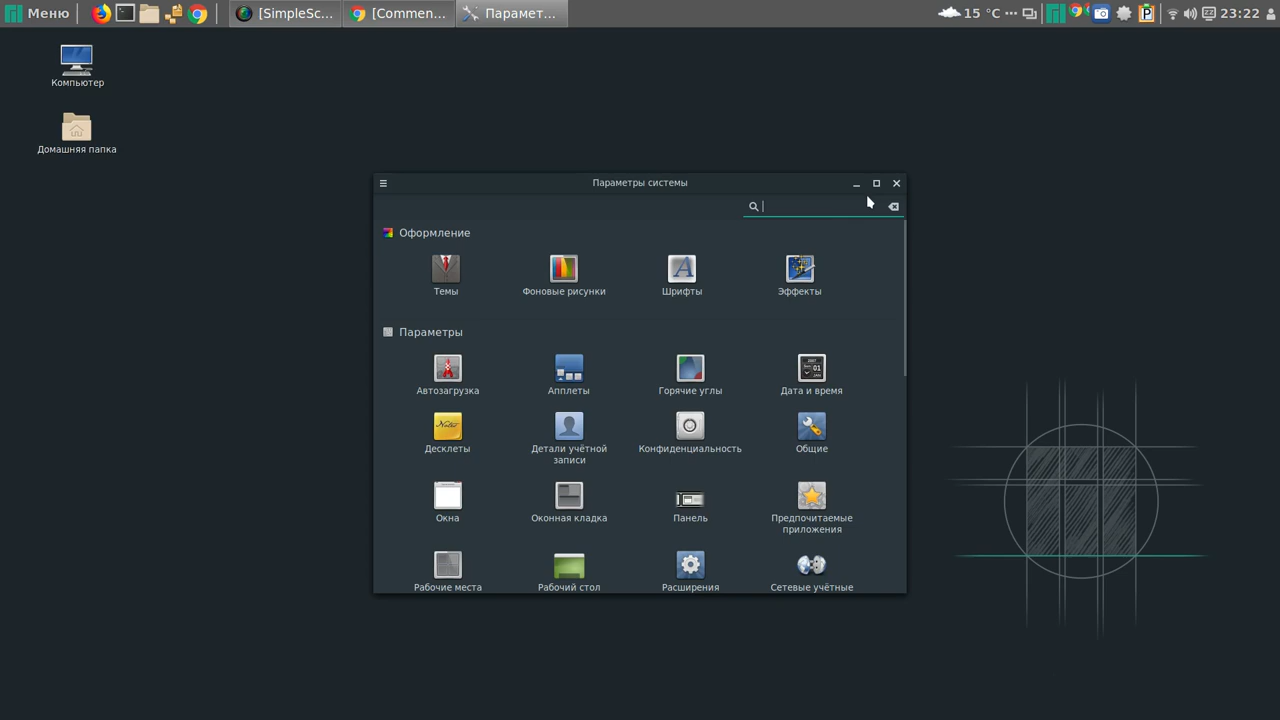 Меню
[SimpleSc...
[Commen...
Парамет...
15 °C
23:22
Компьютер
Домашняя папка
Параметры системы
Оформление
Темы
Фоновые рисунки
Шрифты
Эффекты
Параметры
Автозагрузка
Апплеты
Горячие углы
Дата и время
Десклеты
Детали учётной
записи
Конфиденциальность
Общие
Окна
Оконная кладка
Панель
Предпочитаемые
приложения
Рабочие места
Рабочий стол
Расширения
Сетевые учётные